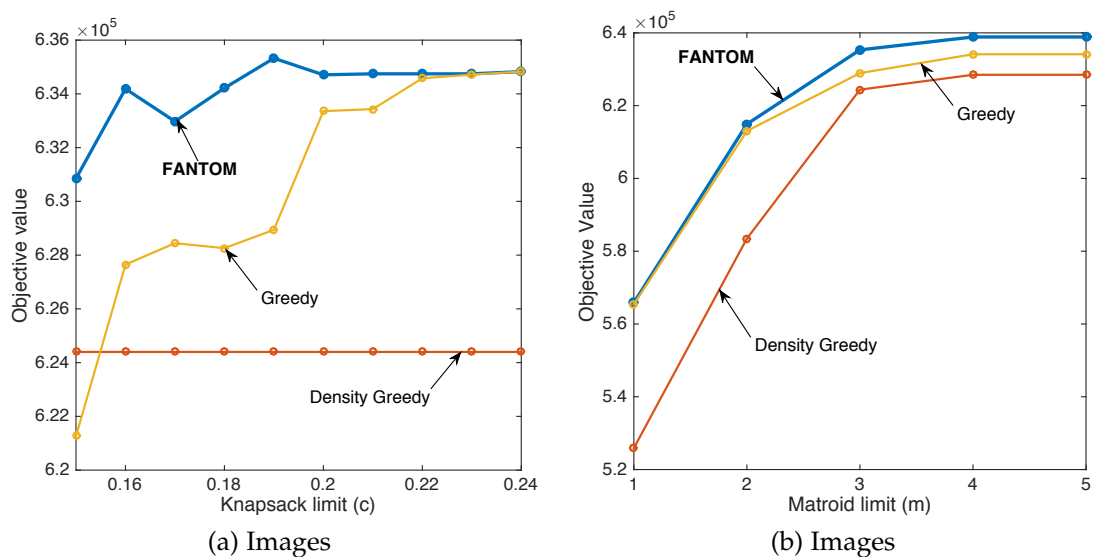 ×10⁵
6.36
6.34
6.32
6.3
6.28
6.26
6.24
6.22
6.2
Objective value
FANTOM
Greedy
Density Greedy
0.16
0.18
0.2
0.22
0.24
Knapsack limit (c)
(a) Images
×10⁵
6.4
6.2
6
5.8
5.6
5.4
5.2
Objective Value
FANTOM
Greedy
Density Greedy
1
2
3
4
5
Matroid limit (m)
(b) Images